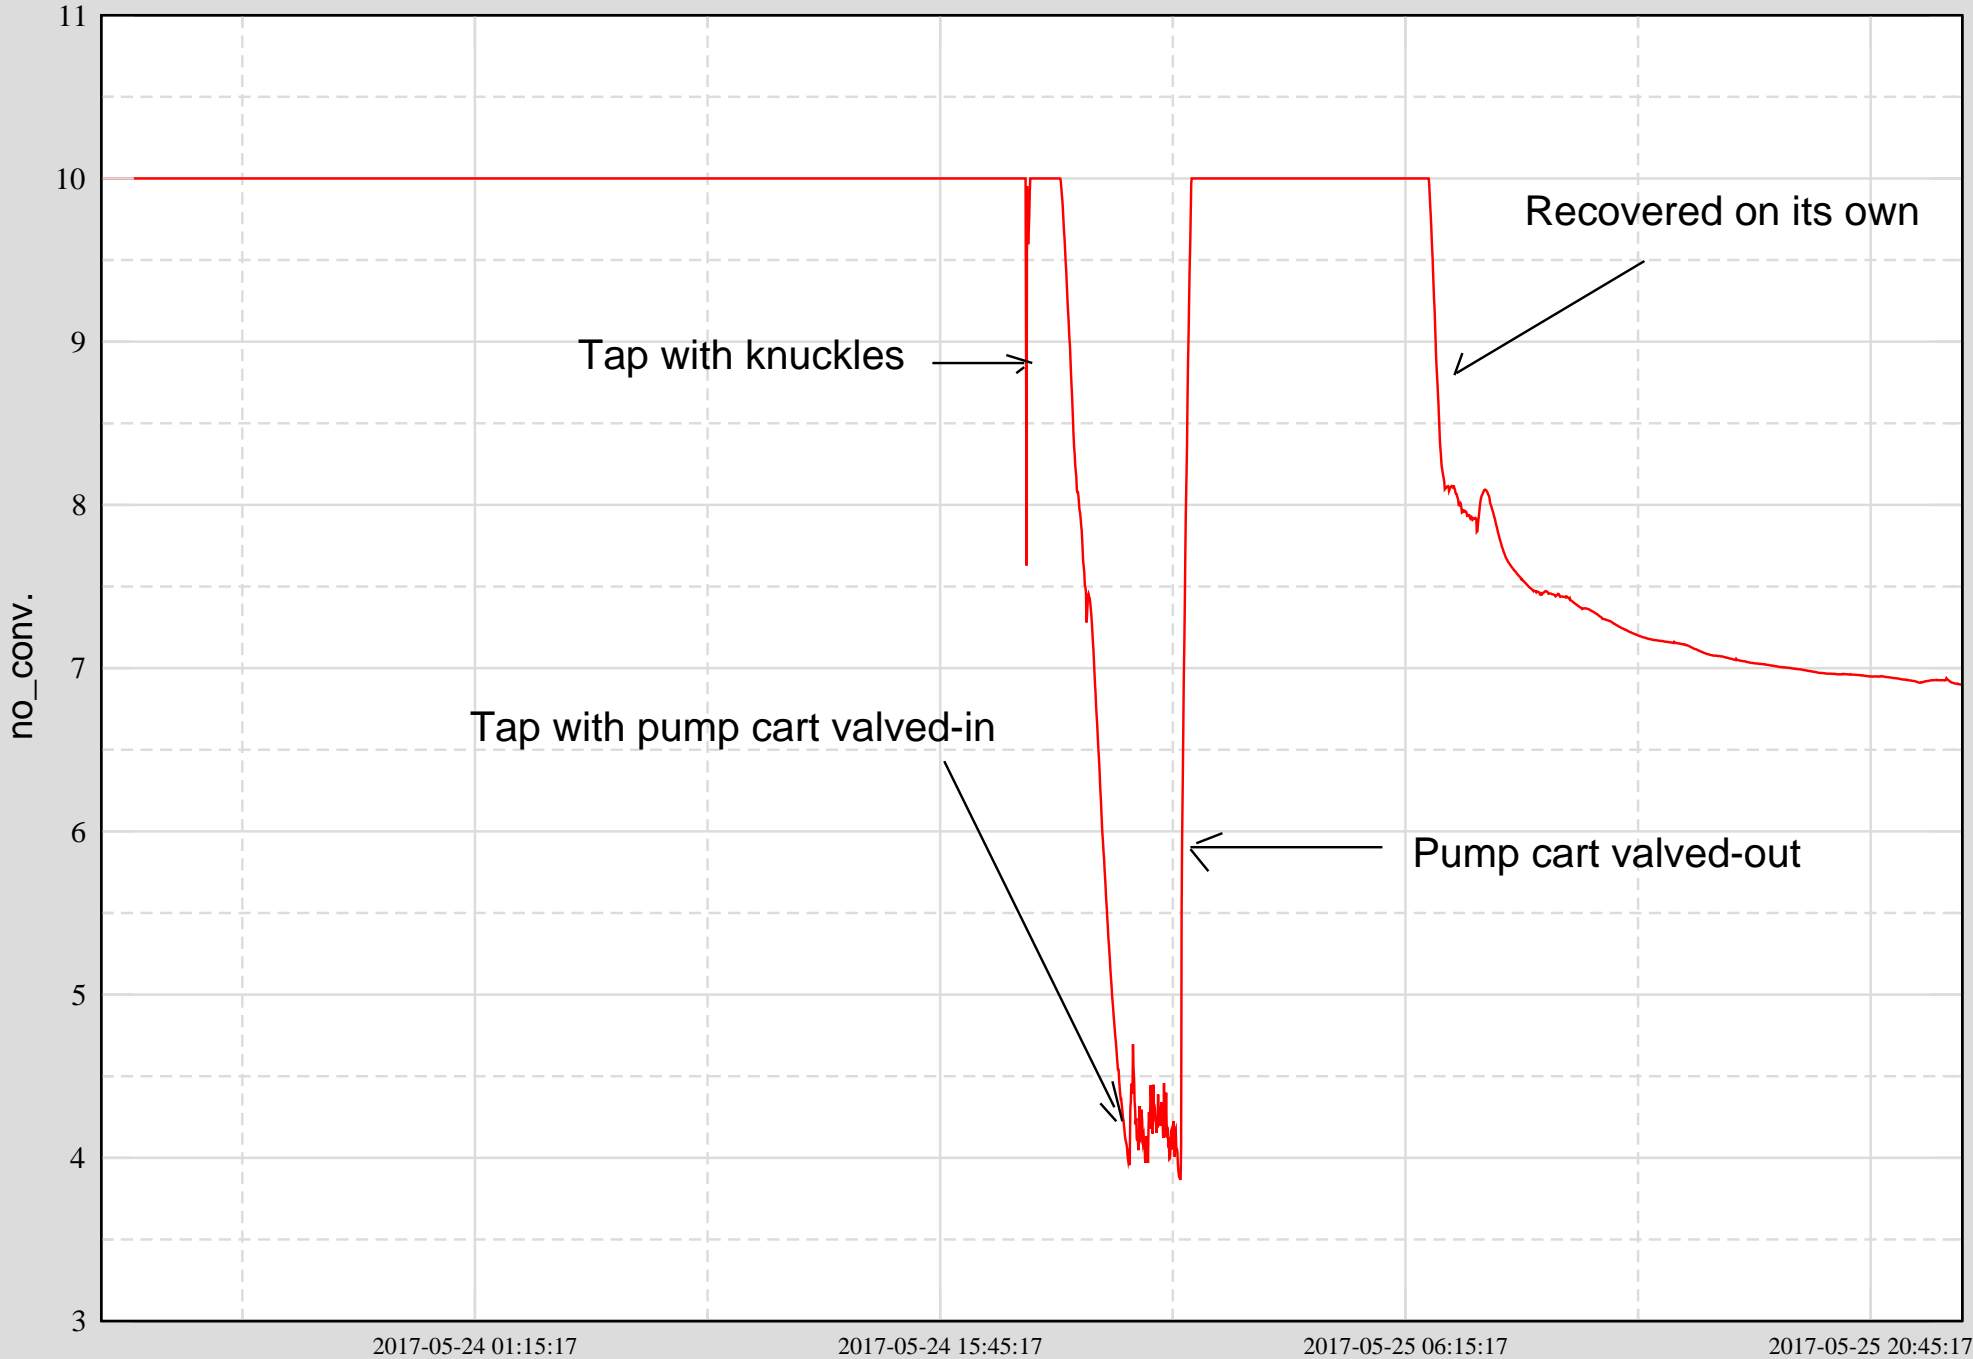 11
10
9
8
7
6
5
4
3
no_conv.
Recovered on its own
Tap with knuckles
Tap with pump cart valved-in
Pump cart valved-out
2017-05-24 01:15:17
2017-05-24 15:45:17
2017-05-25 06:15:17
2017-05-25 20:45:17